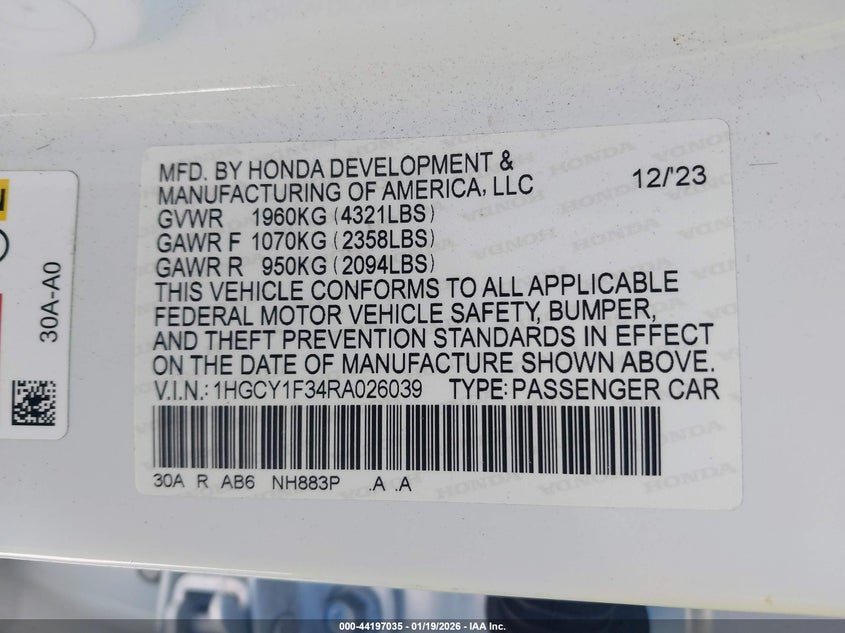 MFD. BY HONDA DEVELOPMENT &
MANUFACTURING OF AMERICA, LLC 12/'23
GVWR 1960KG (4321LBS)
GAWR F 1070KG (2358LBS)
GAWR R 950KG (2094LBS)
THIS VEHICLE CONFORMS TO ALL APPLICABLE
FEDERAL MOTOR VEHICLE SAFETY, BUMPER,
AND THEFT PREVENTION STANDARDS IN EFFECT
ON THE DATE OF MANUFACTURE SHOWN ABOVE.
V.I.N.: 1HGCY1F34RA026039 TYPE: PASSENGER CAR
30A R AB6 NH883P .A .A
30A-A0
000-44197035 - 01/19/2026 - IAA Inc.